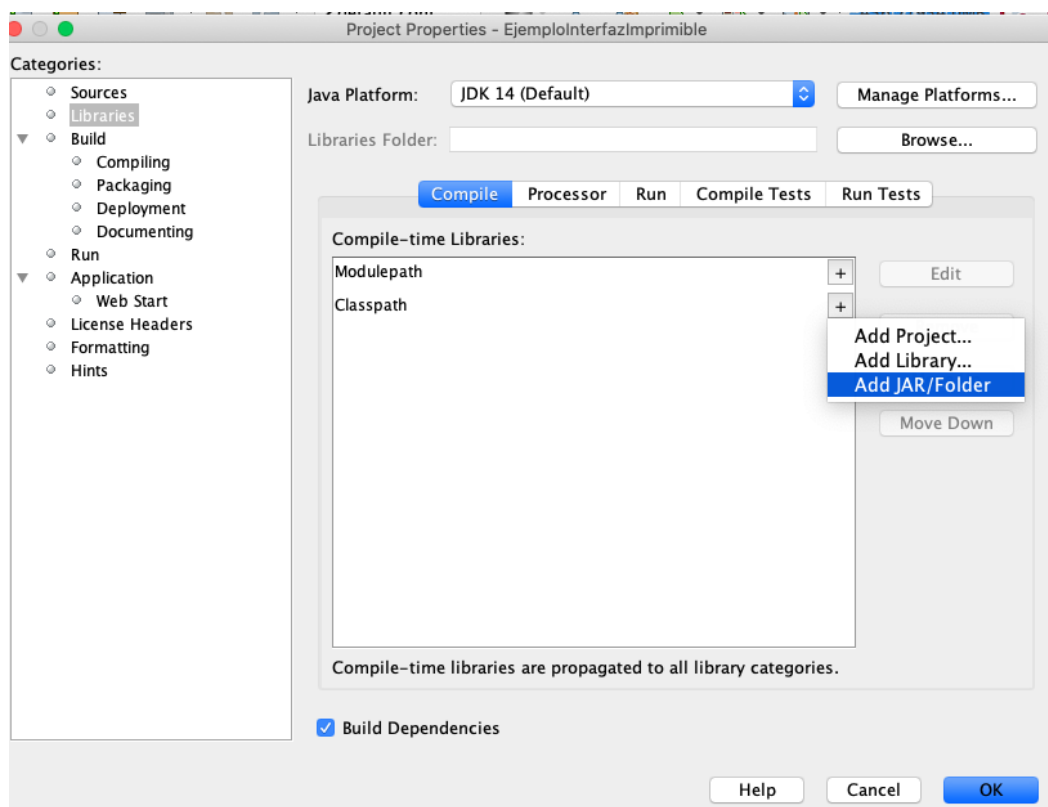 Project Properties - EjemploInterfazImprimible
Categories:
Sources
Libraries
Build
Compiling
Packaging
Deployment
Documenting
Run
Application
Web Start
License Headers
Formatting
Hints
Java Platform:
JDK 14 (Default)
Manage Platforms...
Libraries Folder:
Browse...
Compile
Processor
Run
Compile Tests
Run Tests
Compile-time Libraries:
Modulepath
+
Edit
Classpath
+
Add Project...
Add Library...
Add JAR/Folder
Move Down
Compile-time libraries are propagated to all library categories.
Build Dependencies
Help
Cancel
OK